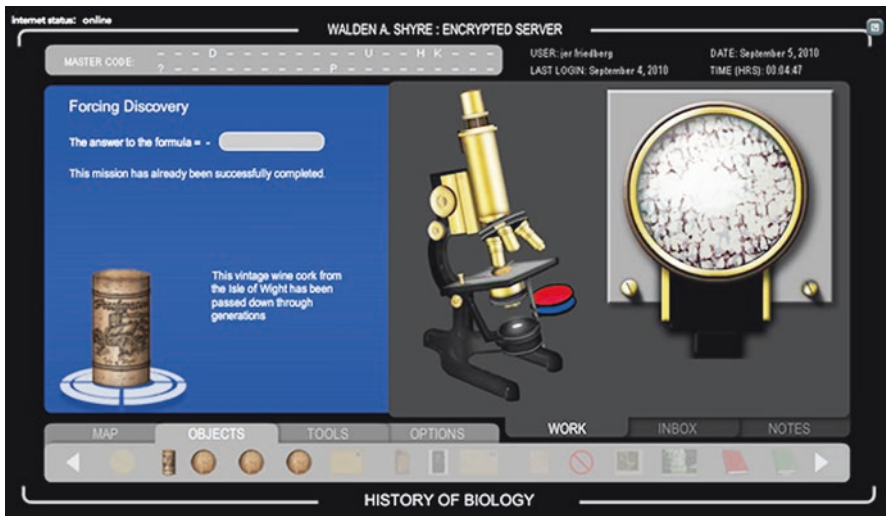 internet status: online
WALDEN A. SHYRE : ENCRYPTED SERVER
MASTER CODE:
- - - D - - - - - - - - U - - H K - - - -
? - - - - - - - - - P - - - - - - - -
USER: jer friedberg
LAST LOGIN: September 4, 2010
DATE: September 5, 2010
TIME (HRS): 00:04:47
Forcing Discovery
The answer to the formula = -
This mission has already been successfully completed.
This vintage wine cork from
the Isle of Wight has been
passed down through
generations
MAP
OBJECTS
TOOLS
OPTIONS
WORK
INBOX
NOTES
HISTORY OF BIOLOGY